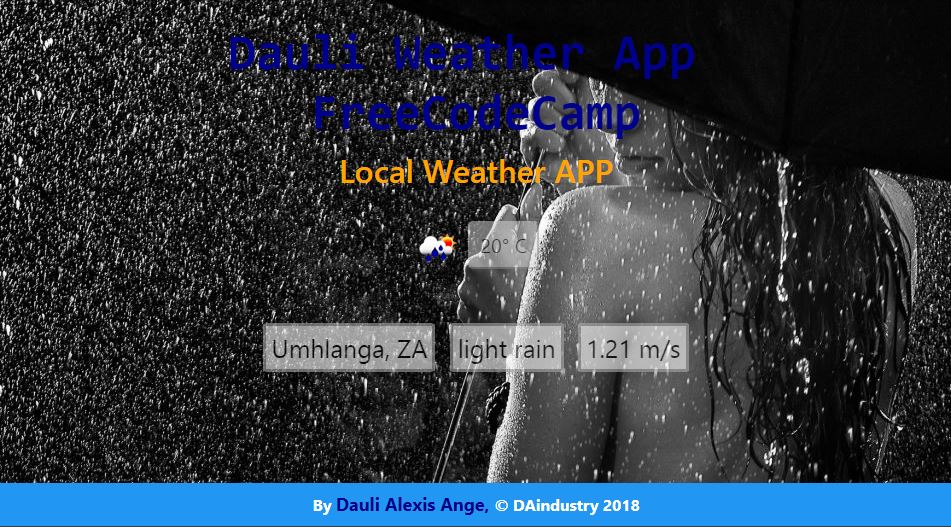 Dauli Weather App
FreeCodeCamp
Local Weather APP
20° C
Umhlanga, ZA light rain 1.21 m/s
By Dauli Alexis Ange, © DAindustry 2018